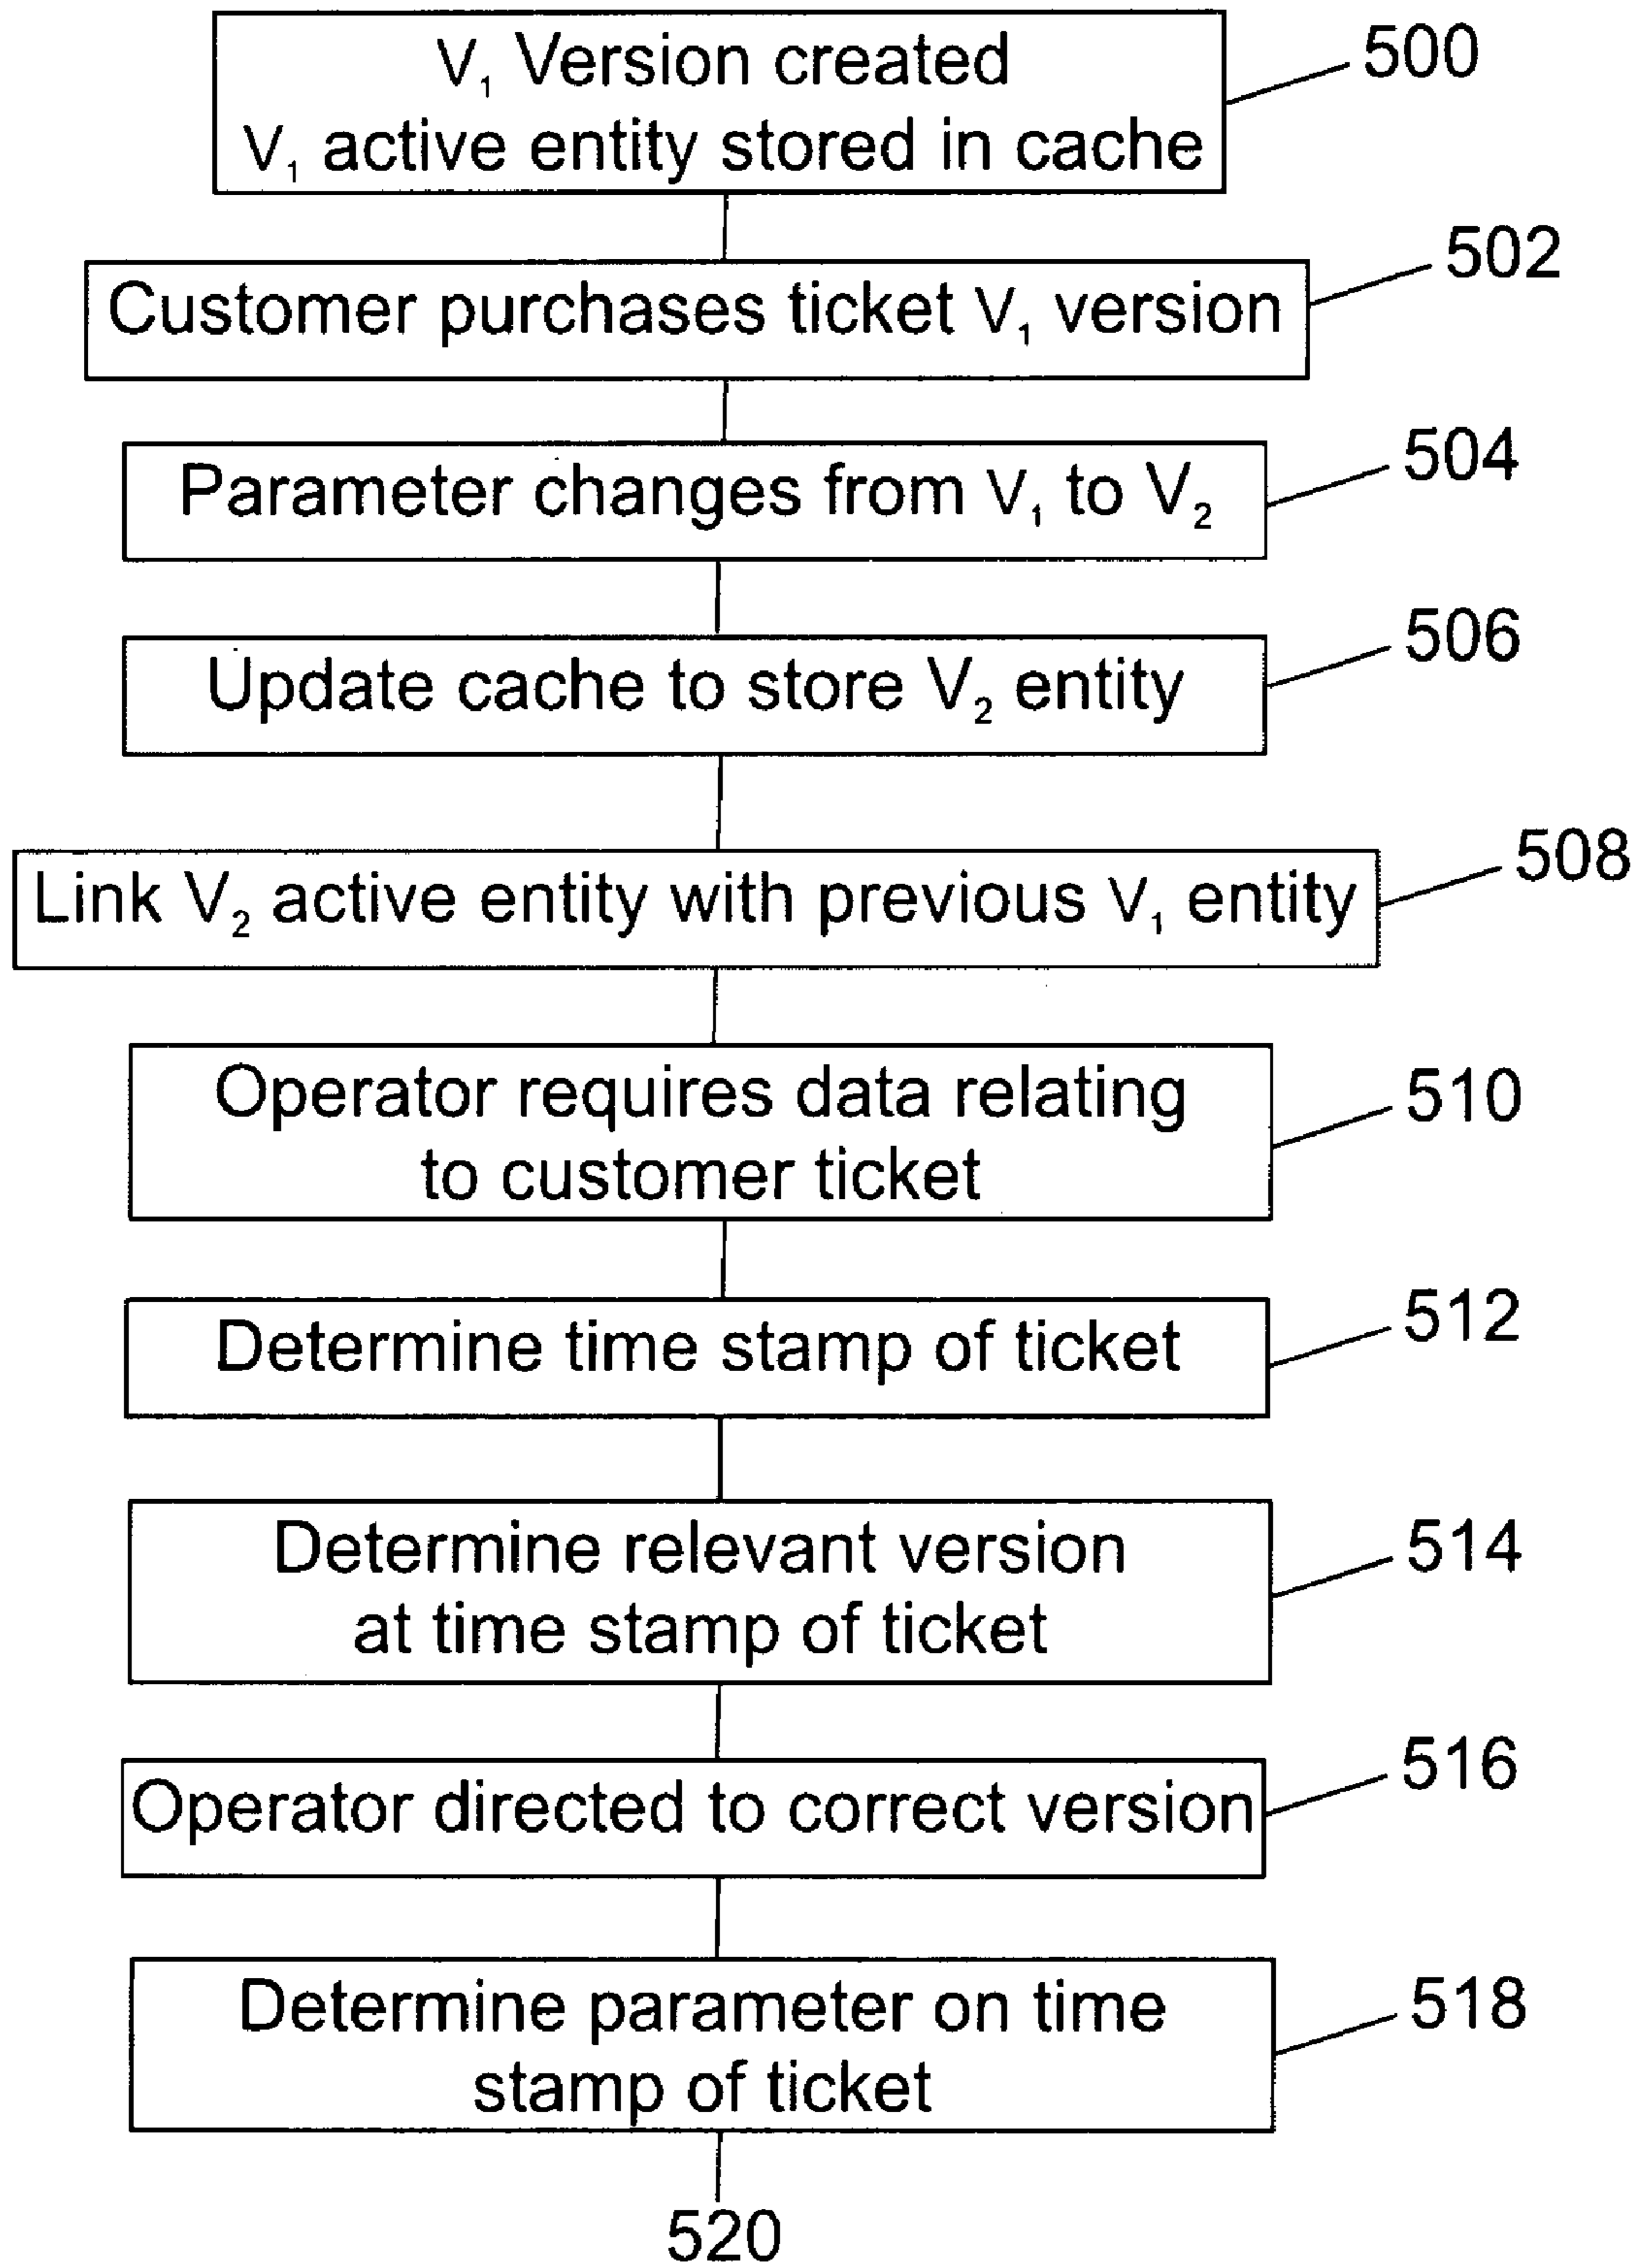 V₁ Version created
V₁ active entity stored in cache
500
Customer purchases ticket V₁ version
502
Parameter changes from V₁ to V₂
504
Update cache to store V₂ entity
506
Link V₂ active entity with previous V₁ entity
508
Operator requires data relating
to customer ticket
510
Determine time stamp of ticket
512
Determine relevant version
at time stamp of ticket
514
Operator directed to correct version
516
Determine parameter on time
stamp of ticket
518
520